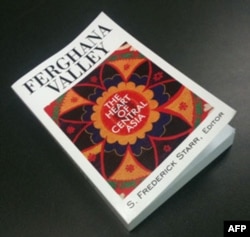 FERGHANA
VALLEY
THE
HEART
OF
CENTRAL
ASIA
S. FREDERICK STARR, EDITOR
AFP